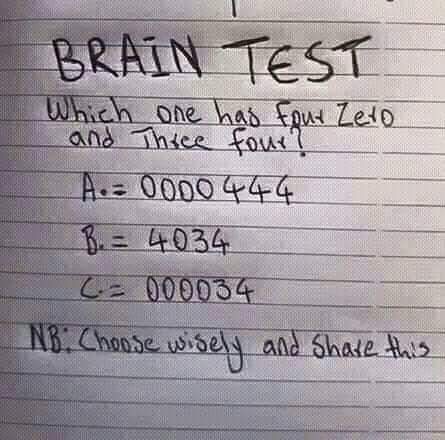 BRAIN TEST
Which one has four Zero
and Three four?
A.= 0000444
B.= 4034
C.= 000034
NB: Choose wisely and Share this